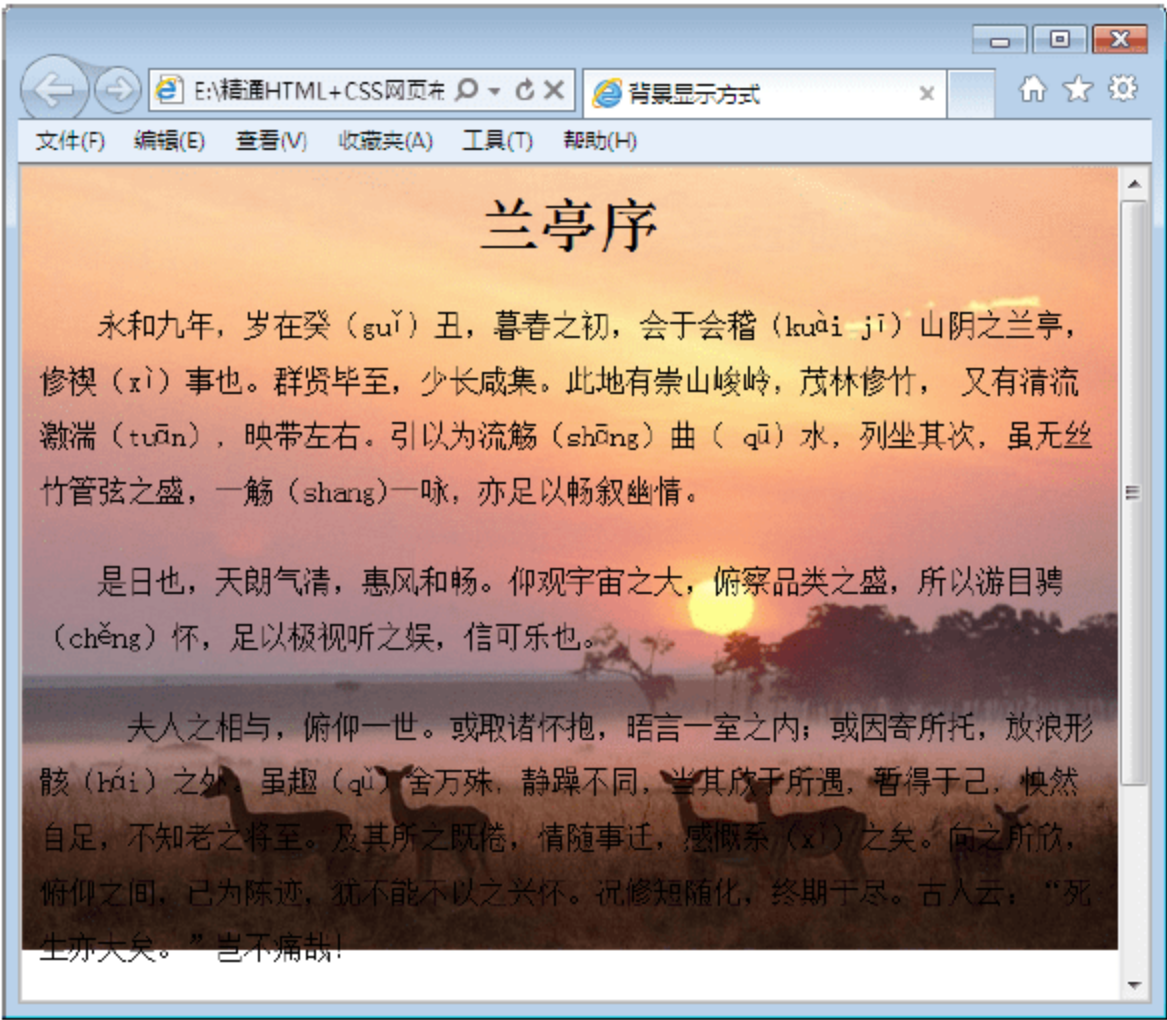 E:\精通HTML+CSS网页布
背景显示方式
文件(F) 编辑(E) 查看(V) 收藏夹(A) 工具(T) 帮助(H)
兰亭序
永和九年，岁在癸（guǐ）丑，暮春之初，会于会稽（kuài jī）山阴之兰亭，
修禊（xì）事也。群贤毕至，少长咸集。此地有崇山峻岭，茂林修竹， 又有清流
激湍（tuān），映带左右。引以为流觞（shāng）曲（ qū）水，列坐其次，虽无丝
竹管弦之盛，一觞（shang)一咏，亦足以畅叙幽情。
是日也，天朗气清，惠风和畅。仰观宇宙之大，俯察品类之盛，所以游目骋
（chěng）怀，足以极视听之娱，信可乐也。
夫人之相与，俯仰一世。或取诸怀抱，晤言一室之内；或因寄所托，放浪形
骸（hái）之外。虽趣（qǔ）舍万殊，静躁不同，当其欣于所遇，暂得于己，怏然
自足，不知老之将至。及其所之既倦，情随事迁，感慨系（xì）之矣。向之所欣，
俯仰之间，已为陈迹，犹不能不以之兴怀。况修短随化，终期于尽。古人云：“死
生亦大矣。”岂不痛哉！